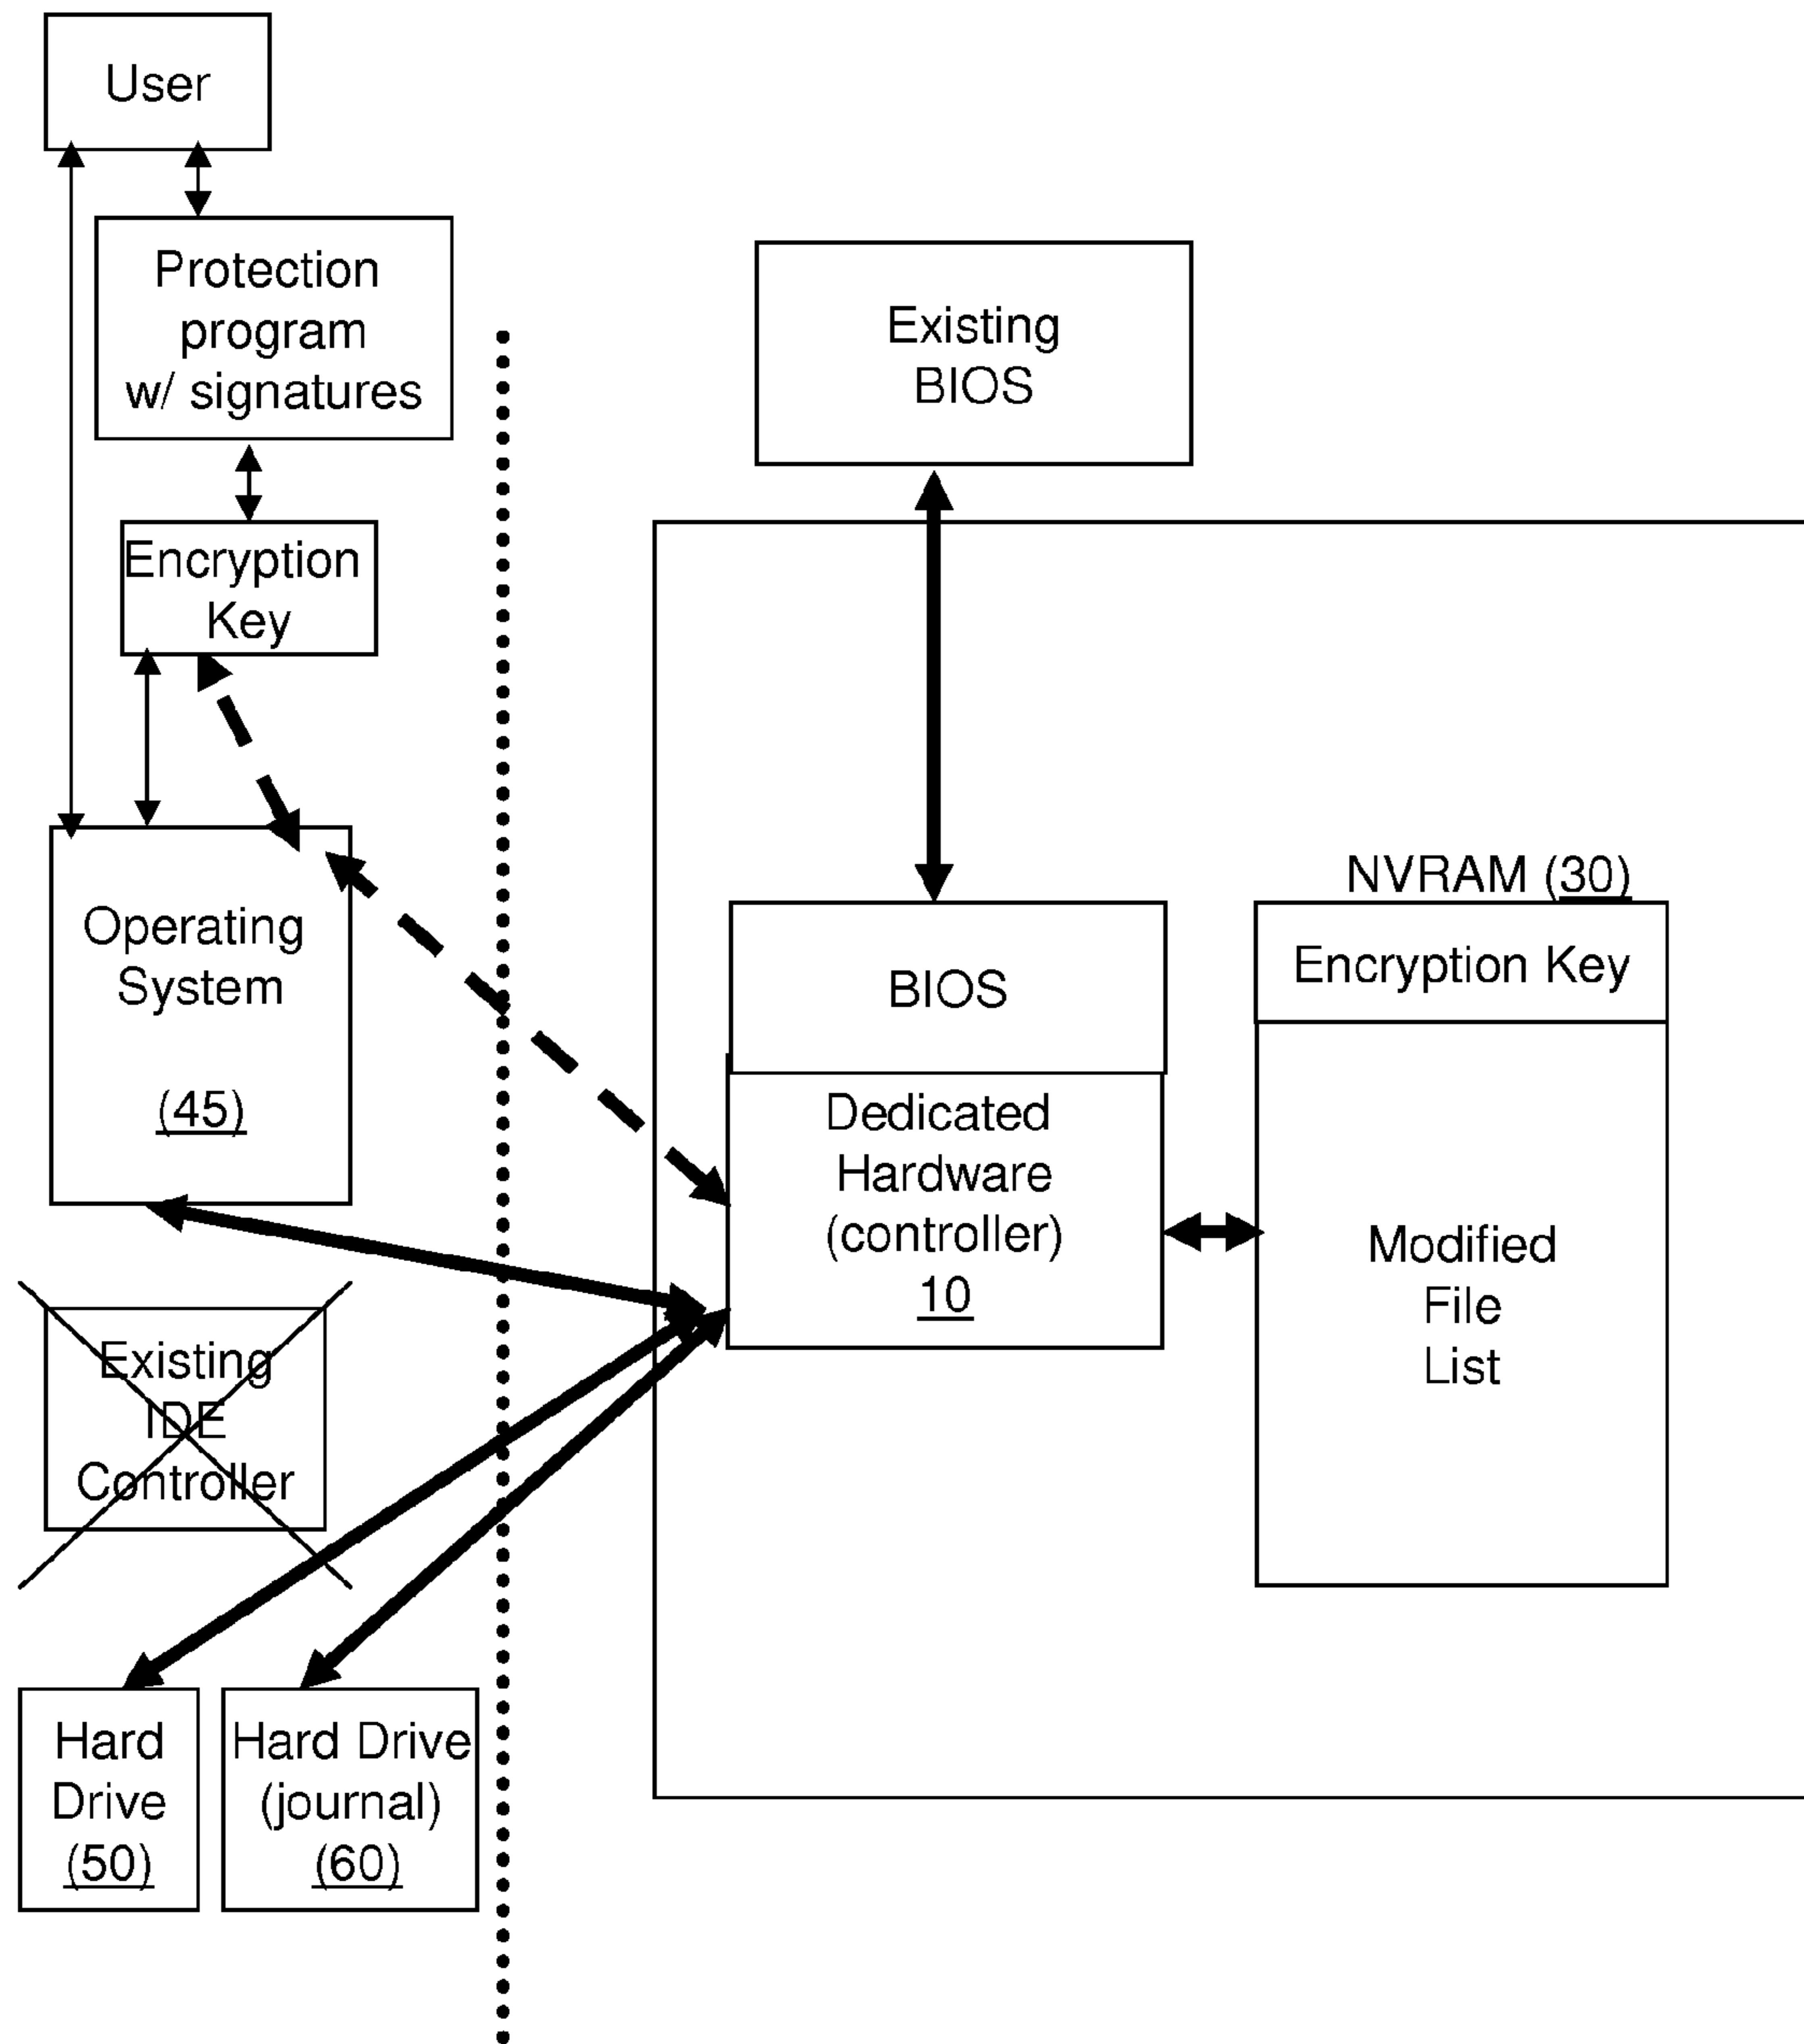 User
Protection
program
w/ signatures
Encryption
Key
Operating
System
(45)
Existing
IDE
Controller
Hard
Drive
(50)
Hard Drive
(journal)
(60)
Existing
BIOS
BIOS
Dedicated
Hardware
(controller)
10
NVRAM (30)
Encryption Key
Modified
File
List